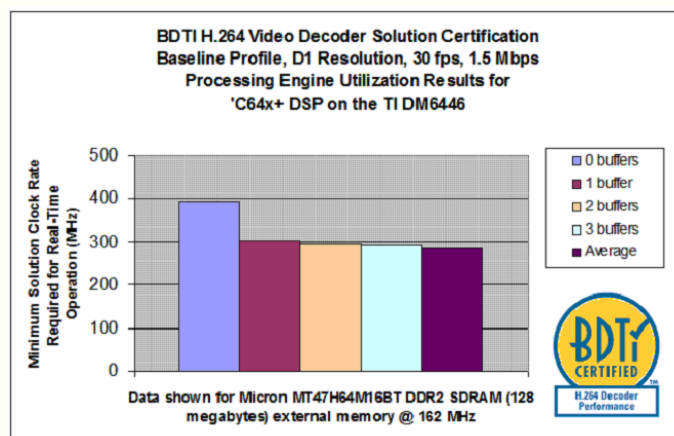 BDTI H.264 Video Decoder Solution Certification
Baseline Profile, D1 Resolution, 30 fps, 1.5 Mbps
Processing Engine Utilization Results for
'C64x+ DSP on the TI DM6446
Minimum Solution Clock Rate
Required for Real-Time
Operation (MHz)
500
400
300
200
100
0
0 buffers
1 buffer
2 buffers
3 buffers
Average
Data shown for Micron MT47H64M16BT DDR2 SDRAM (128
megabytes) external memory @ 162 MHz
BDTi
CERTIFIED
TM
H.264 Decoder
Performance